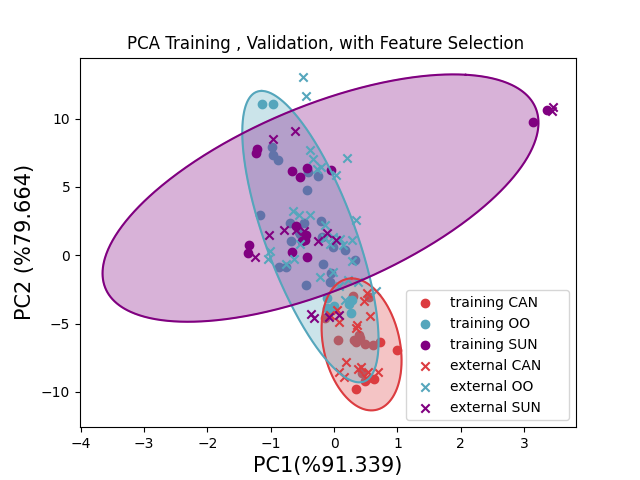 PCA Training , Validation, with Feature Selection
PC2 (%79.664)
10
5
0
−5
−10
training CAN
training OO
training SUN
external CAN
external OO
external SUN
−4 −3 −2 −1 0 1 2 3
PC1(%91.339)